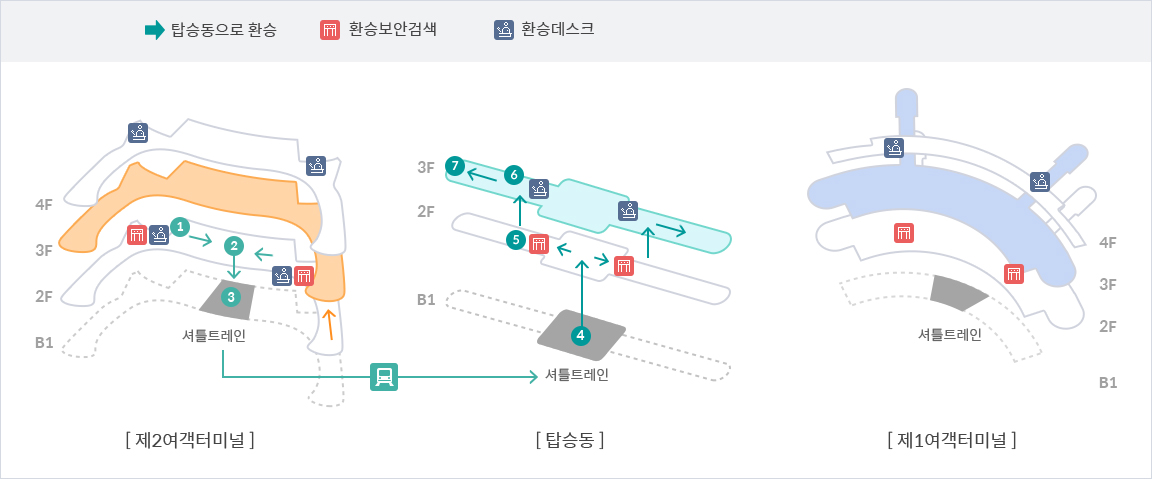 탑승동으로 환승
환승보안검색
환승데스크
4F
3F
2F
B1
1
2
3
셔틀트레인
[ 제2여객터미널 ]
3F
2F
B1
7
6
5
4
셔틀트레인
[ 탑승동 ]
4F
3F
2F
B1
셔틀트레인
[ 제1여객터미널 ]